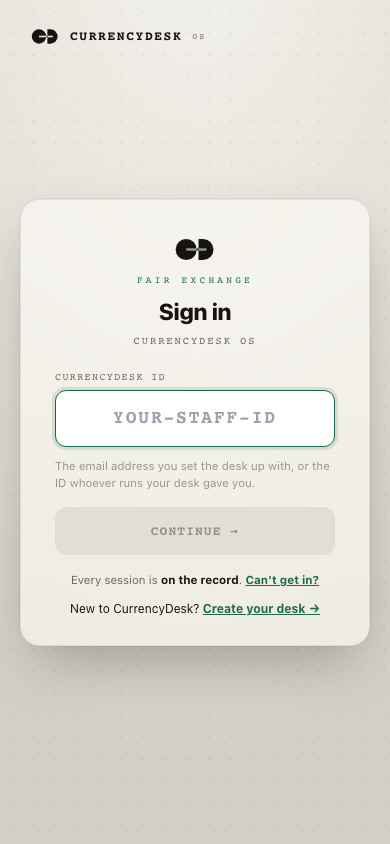 CURRENCYDESK OS
FAIR EXCHANGE
Sign in
CURRENCYDESK OS
CURRENCYDESK ID
YOUR-STAFF-ID
The email address you set the desk up with, or the
ID whoever runs your desk gave you.
CONTINUE →
Every session is on the record. Can't get in?
New to CurrencyDesk? Create your desk →